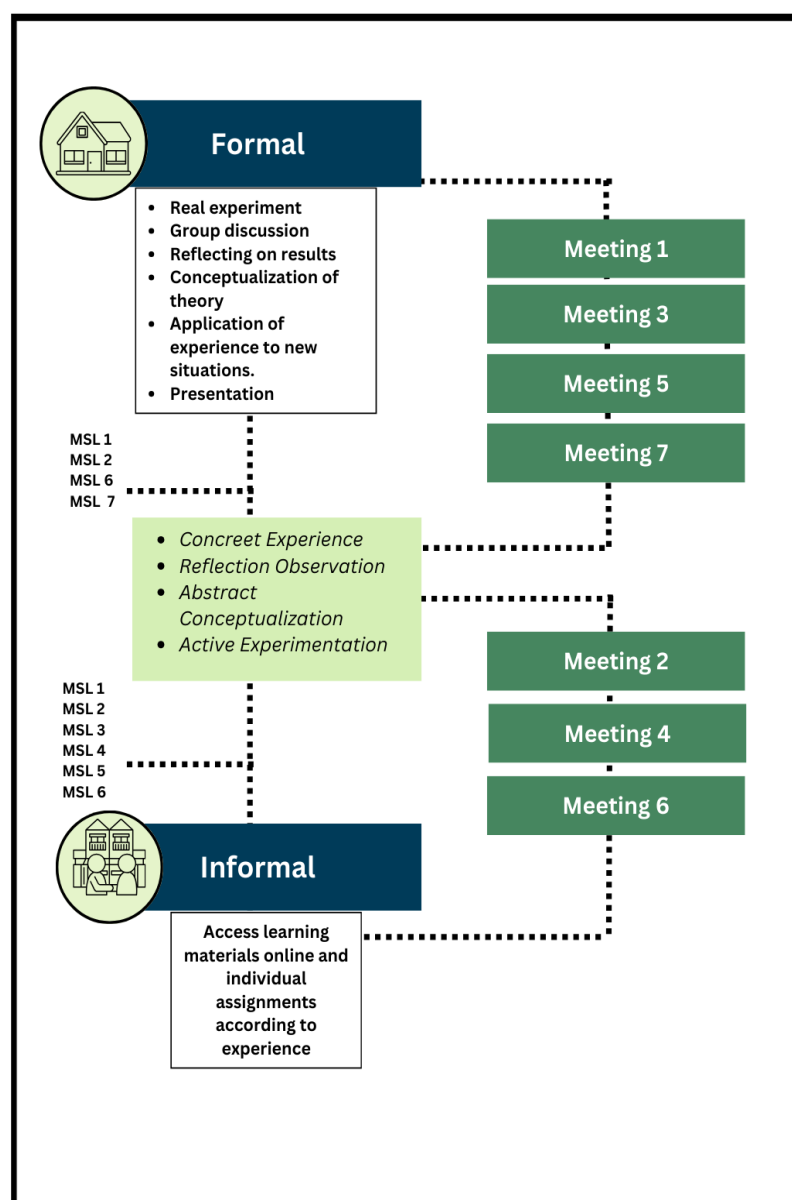 Formal
• Real experiment
• Group discussion
• Reflecting on results
• Conceptualization of
theory
• Application of
experience to new
situations.
• Presentation
Meeting 1
Meeting 3
Meeting 5
Meeting 7
MSL 1
MSL 2
MSL 6
MSL 7
• Concreet Experience
• Reflection Observation
• Abstract
Conceptualization
• Active Experimentation
Meeting 2
Meeting 4
Meeting 6
MSL 1
MSL 2
MSL 3
MSL 4
MSL 5
MSL 6
Informal
Access learning
materials online and
individual
assignments
according to
experience